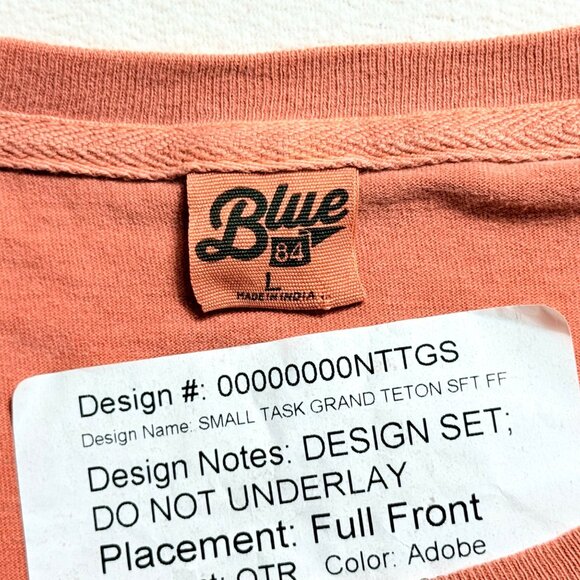 Blue
84
L
MADE IN INDIA
Design #: 00000000NTTGS
Design Name: SMALL TASK GRAND TETON SFT FF
Design Notes: DESIGN SET;
DO NOT UNDERLAY
Placement: Full Front
: OTR Color: Adobe